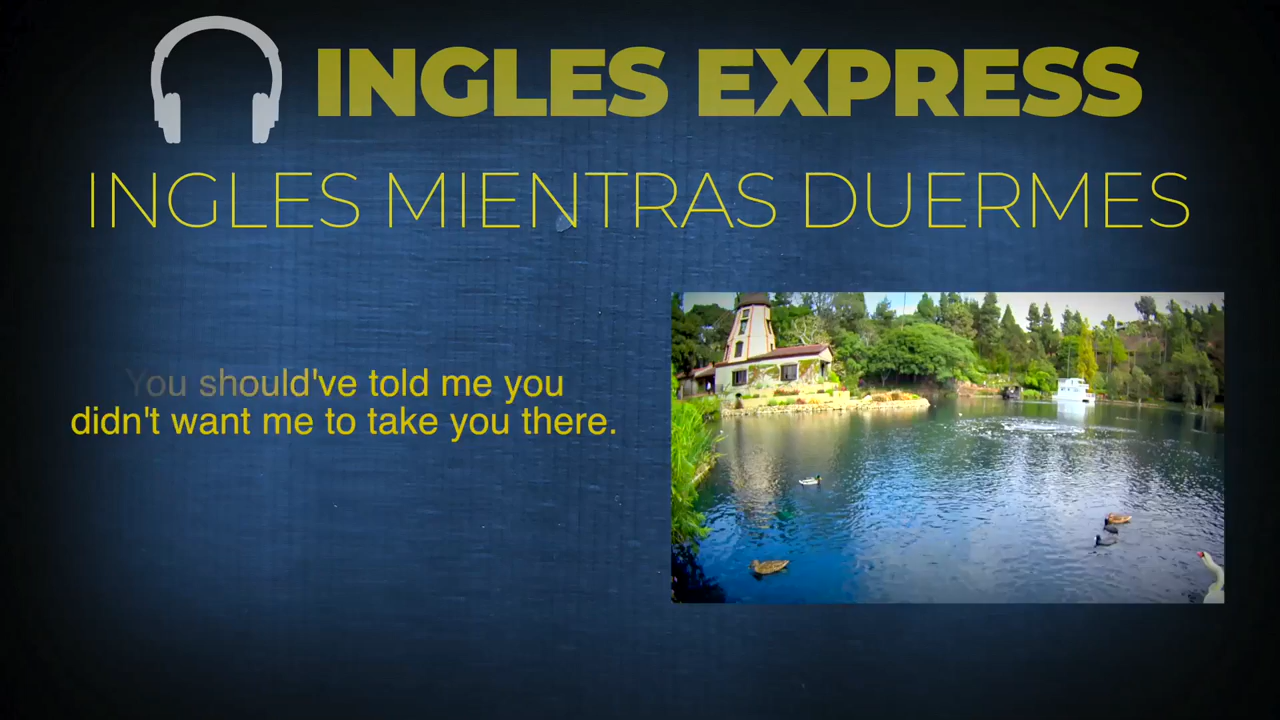 INGLES EXPRESS
INGLES MIENTRAS DUERMES
You should've told me you
didn't want me to take you there.